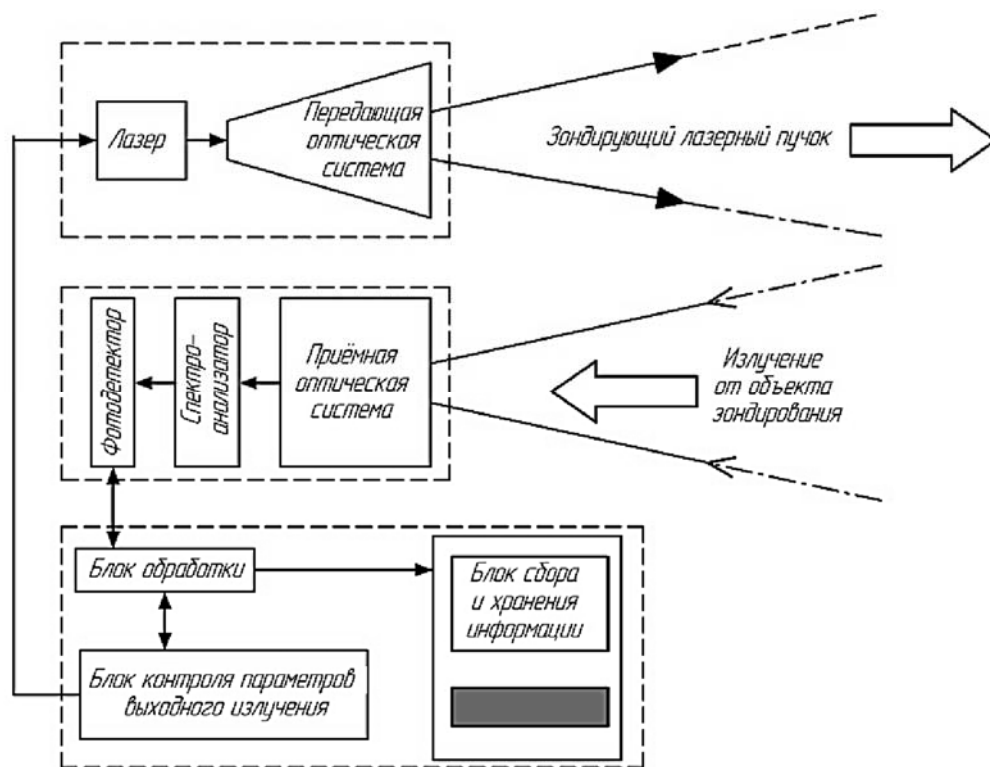 Лазер
Передающая
оптическая
система
Зондирующий лазерный пучок
Фотодетектор
Спектро-
анализатор
Приёмная
оптическая
система
Излучение
от объекта
зондирования
Блок обработки
Блок сбора
и хранения
информации
Блок контроля параметров
выходного излучения